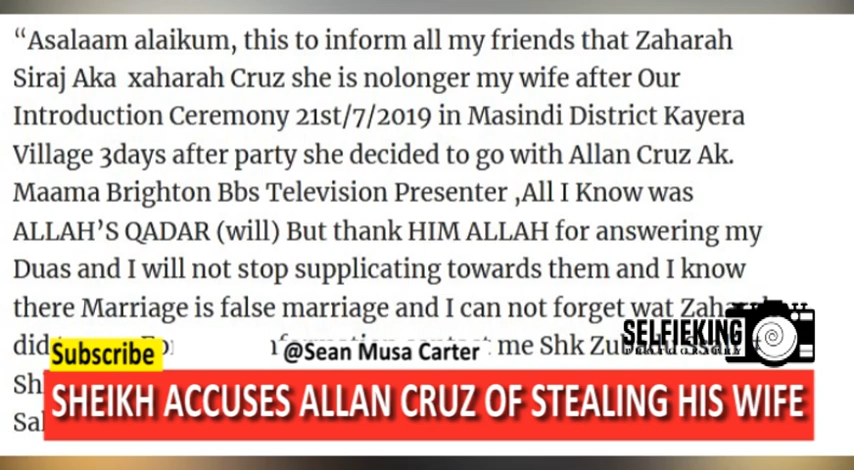 “Asalaam alaikum, this to inform all my friends that Zaharah
Siraj Aka xaharah Cruz she is nolonger my wife after Our
Introduction Ceremony 21st/7/2019 in Masindi District Kayera
Village 3days after party she decided to go with Allan Cruz Ak.
Maama Brighton Bbs Television Presenter ,All I Know was
ALLAH’S QADAR (will) But thank HIM ALLAH for answering my
Duas and I will not stop supplicating towards them and I know
there Marriage is false marriage and I can not forget wat
did me Shk
SELFIEKING
Subscribe
@Sean Musa Carter
SHEIKH ACCUSES ALLAN CRUZ OF STEALING HIS WIFE